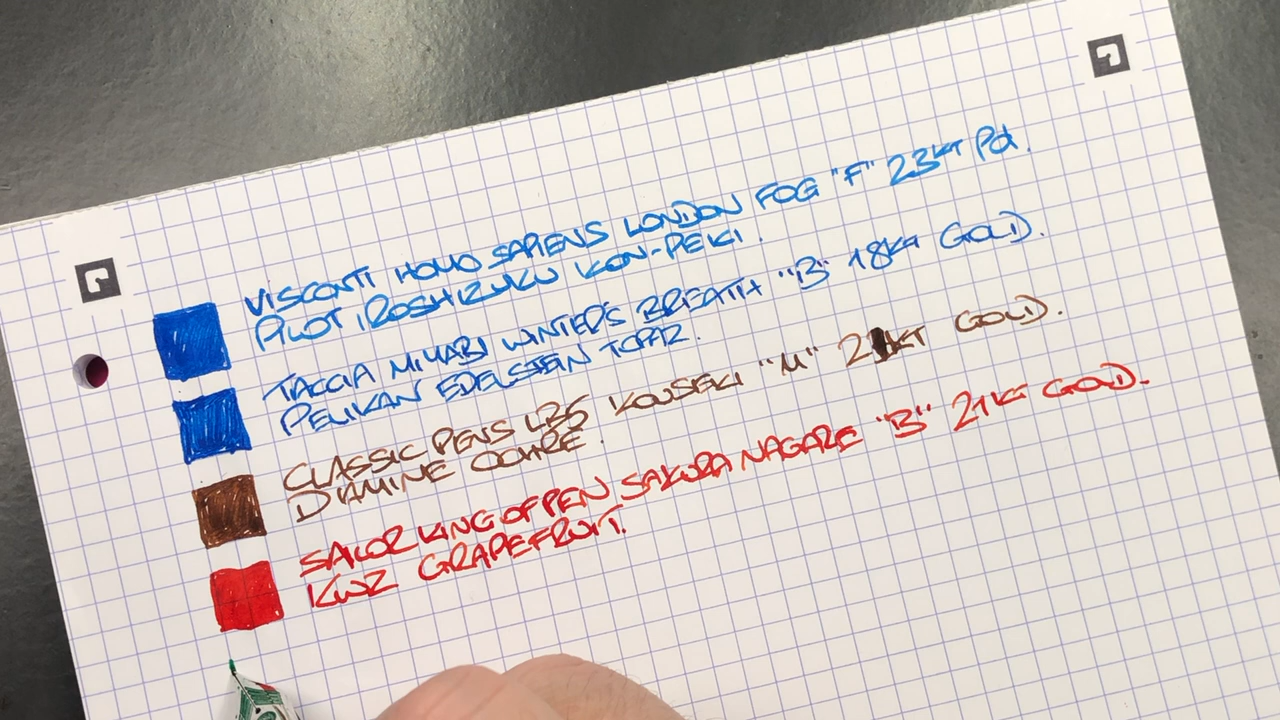 VISCONTI HOMO SAPIENS LONDON FOG "F" 23KT Pd.
PILOT IROSHIZUKU KON-PEKI.
TACCIA MIYABI WINTER'S BREATH "B" 18KT GOLD.
PELIKAN EDELSTEIN TOPAZ.
CLASSIC PENS LB5 KOUSEKI "M" 21KT GOLD.
DIAMINE OCHRE.
SAILOR KING OF PEN SAKURA NAGARE "B" 21KT GOLD.
KWZ GRAPEFRUIT.